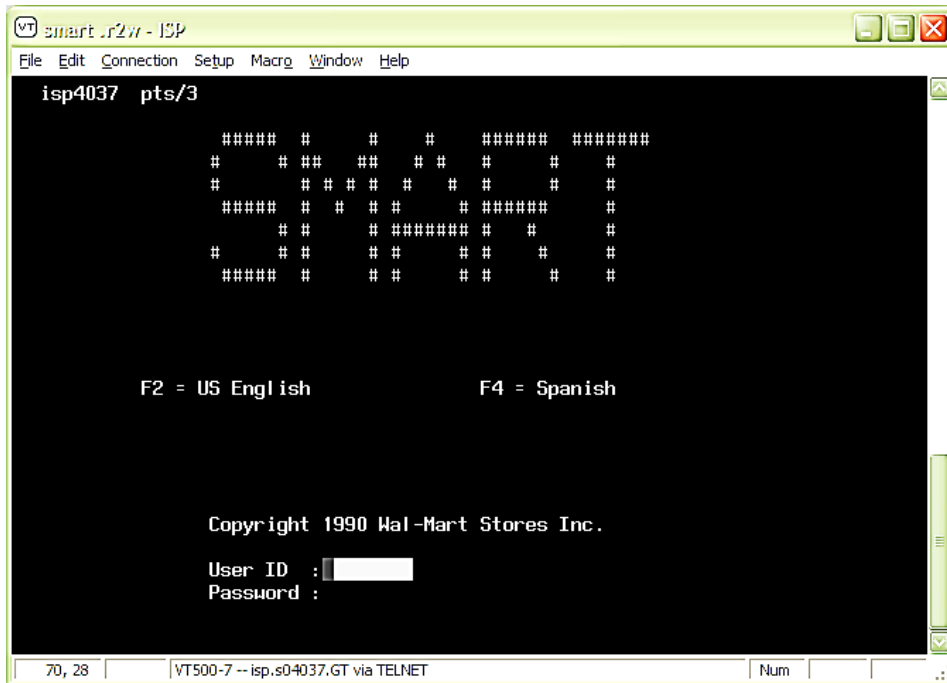 smart .r2w - ISP
File Edit Connection Setup Macro Window Help
isp4037 pts/3
SMART
F2 = US English F4 = Spanish
Copyright 1990 Wal-Mart Stores Inc.
User ID :
Password :
70, 28 VT500-7 -- isp.s04037.GT via TELNET Num